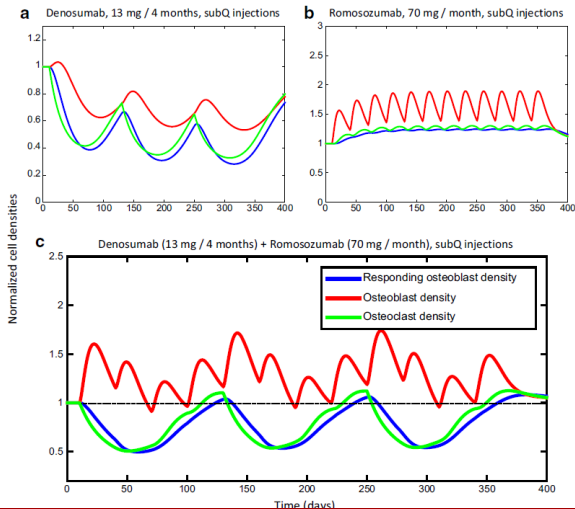 a Denosumab, 13 mg / 4 months, subQ injections
b Romosozumab, 70 mg / month, subQ injections
1.2
1
0.8
0.6
0.4
0.2
0
0 50 100 150 200 250 300 350 400
3
2.5
2
1.5
1
0.5
0
0 50 100 150 200 250 300 350 400
Normalized cell densities
c Denosumab (13 mg / 4 months) + Romosozumab (70 mg / month), subQ injections
2.5
2
1.5
1
0.5
Responding osteoblast density
Osteoblast density
Osteoclast density
0 50 100 150 200 250 300 350 400
Time (days)